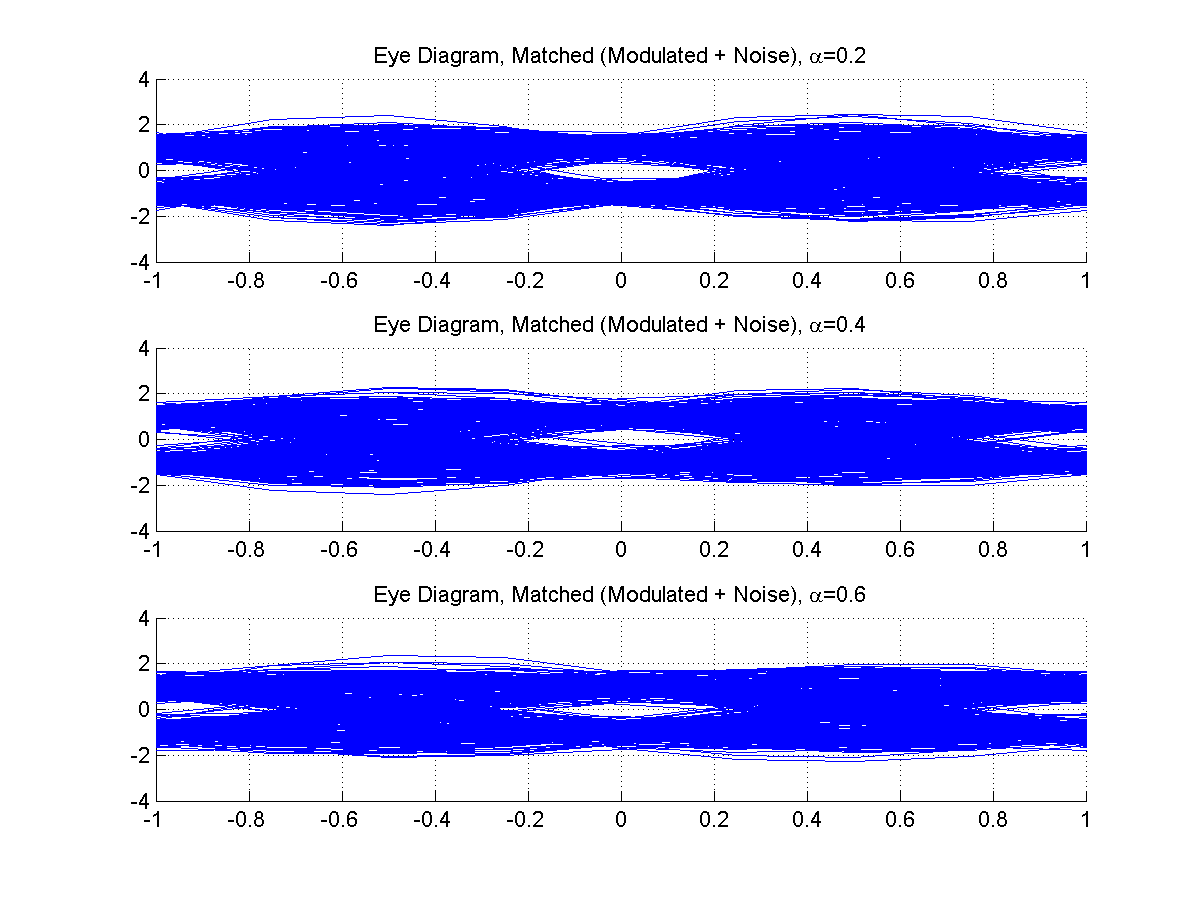 Eye Diagram, Matched (Modulated + Noise), α=0.2
4
2
0
-2
-4
-1 -0.8 -0.6 -0.4 -0.2 0 0.2 0.4 0.6 0.8 1
Eye Diagram, Matched (Modulated + Noise), α=0.4
4
2
0
-2
-4
-1 -0.8 -0.6 -0.4 -0.2 0 0.2 0.4 0.6 0.8 1
Eye Diagram, Matched (Modulated + Noise), α=0.6
4
2
0
-2
-4
-1 -0.8 -0.6 -0.4 -0.2 0 0.2 0.4 0.6 0.8 1